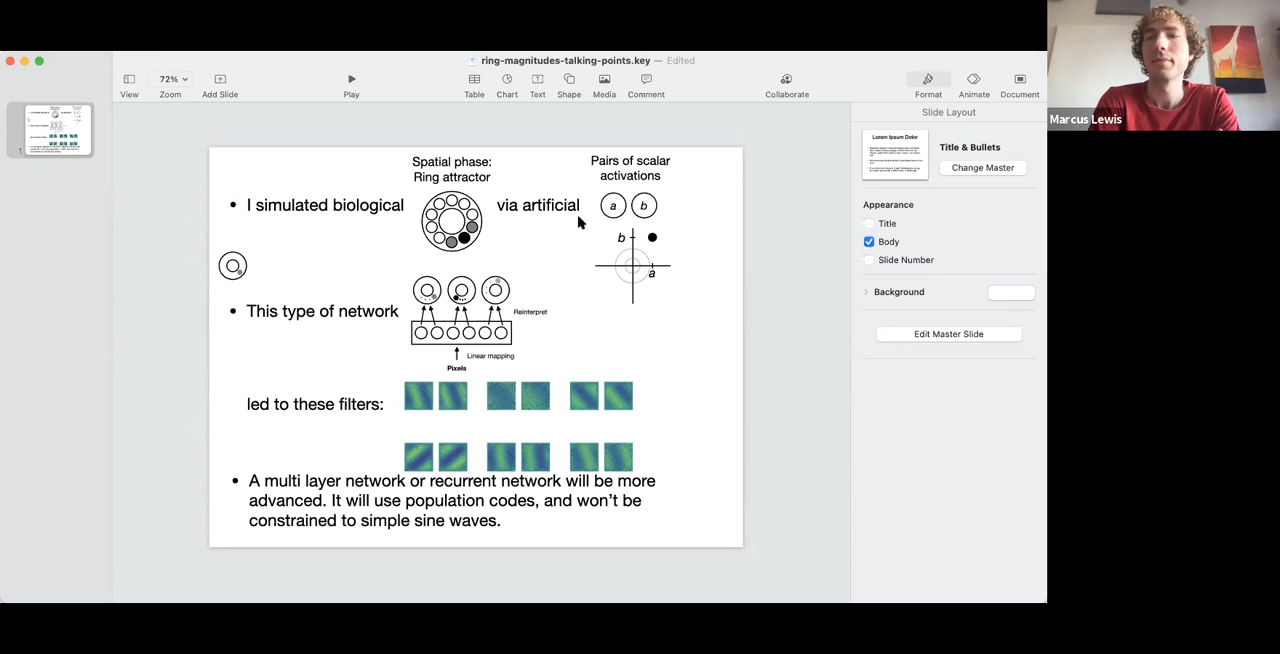 ring-magnitudes-talking-points.key — Edited
72%
View
Zoom
Add Slide
Play
Table
Chart
Text
Shape
Media
Comment
Collaborate
Format
Animate
Document
Marcus Lewis
1
Spatial phase:
Ring attractor
Pairs of scalar
activations
• I simulated biological
via artificial
a
b
b
a
• This type of network
Reinterpret
Linear mapping
Pixels
led to these filters:
• A multi layer network or recurrent network will be more
advanced. It will use population codes, and won't be
constrained to simple sine waves.
Slide Layout
Lorem Ipsum Dolor
Title & Bullets
Change Master
Appearance
Title
Body
Slide Number
Background
Edit Master Slide